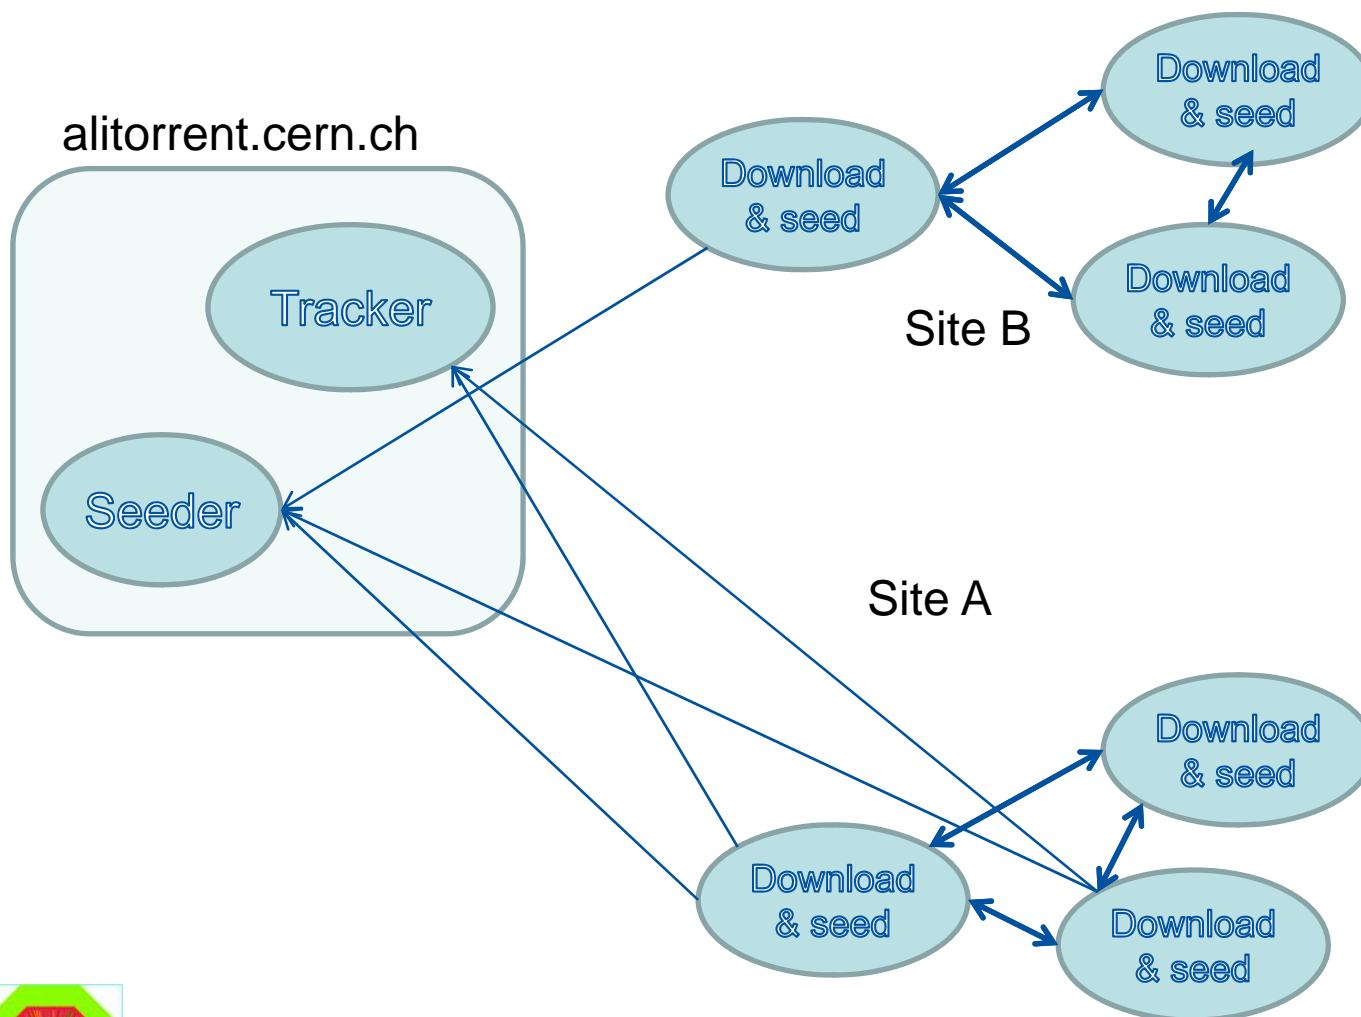 alitorrent.cern.ch
Tracker
Seeder
Download
& seed
Download
& seed
Download
& seed
Site B
Site A
Download
& seed
Download
& seed
Download
& seed